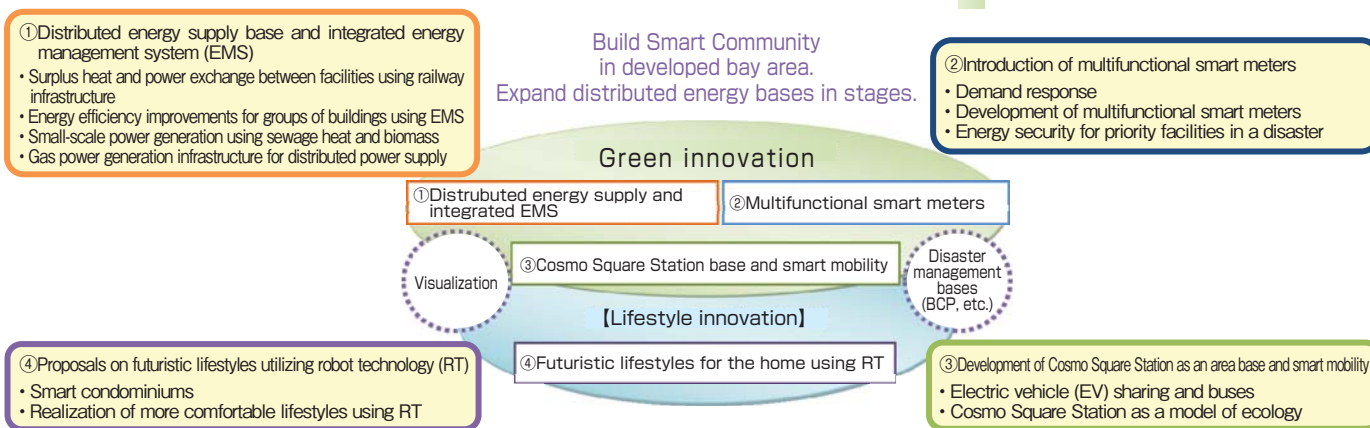 ①Distributed energy supply base and integrated energy
management system (EMS)
• Surplus heat and power exchange between facilities using railway
infrastructure
• Energy efficiency improvements for groups of buildings using EMS
• Small-scale power generation using sewage heat and biomass
• Gas power generation infrastructure for distributed power supply
Build Smart Community
in developed bay area.
Expand distributed energy bases in stages.
②Introduction of multifunctional smart meters
• Demand response
• Development of multifunctional smart meters
• Energy security for priority facilities in a disaster
Green innovation
①Distrubuted energy supply and
integrated EMS
②Multifunctional smart meters
Visualization
③Cosmo Square Station base and smart mobility
Disaster
management
bases
(BCP, etc.)
【Lifestyle innovation】
④Futuristic lifestyles for the home using RT
④Proposals on futuristic lifestyles utilizing robot technology (RT)
• Smart condominiums
• Realization of more comfortable lifestyles using RT
③Development of Cosmo Square Station as an area base and smart mobility
• Electric vehicle (EV) sharing and buses
• Cosmo Square Station as a model of ecology